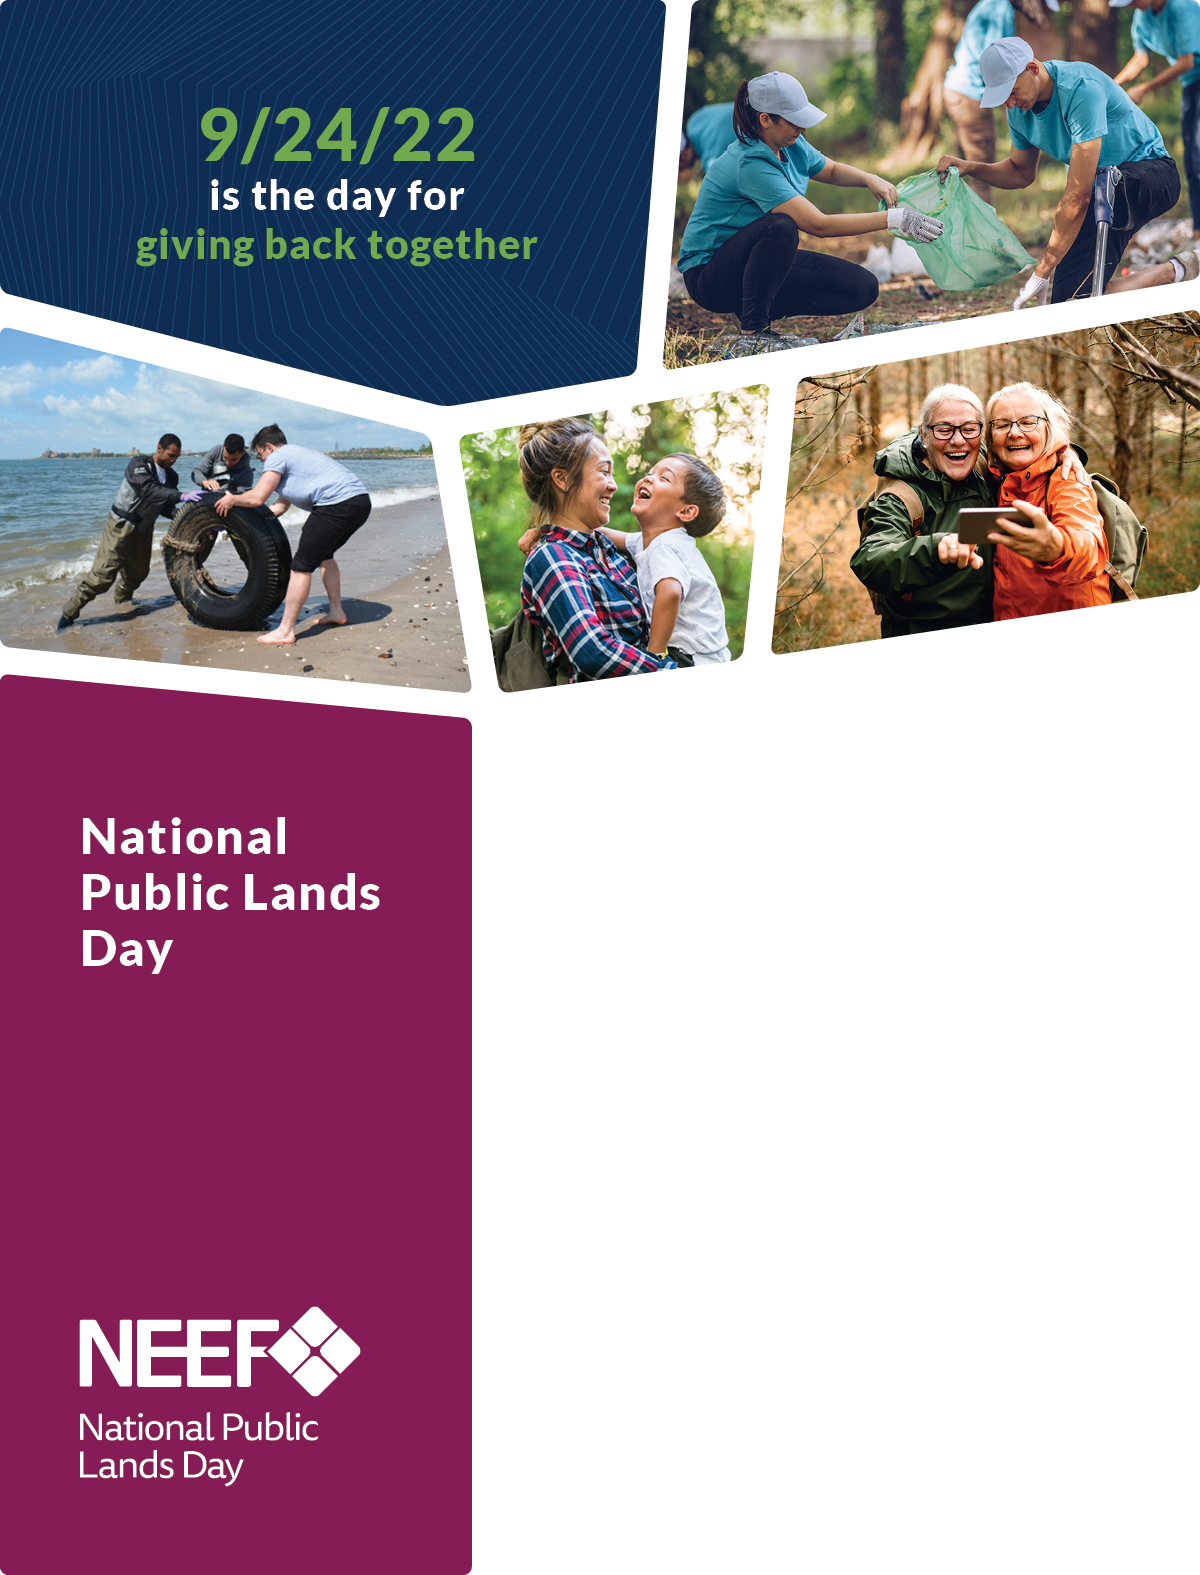 9/24/22
is the day for
giving back together
National
Public Lands
Day
NEEF
National Public
Lands Day